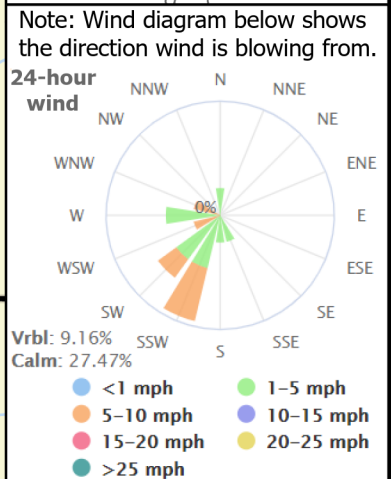 Note: Wind diagram below shows
the direction wind is blowing from.
24-hour
wind
N
NNW
NNE
NW
NE
WNW
ENE
0%
W
E
WSW
ESE
SW
SE
SSW
SSE
S
Vrbl: 9.16%
Calm: 27.47%
<1 mph
1–5 mph
5–10 mph
10–15 mph
15–20 mph
20–25 mph
>25 mph